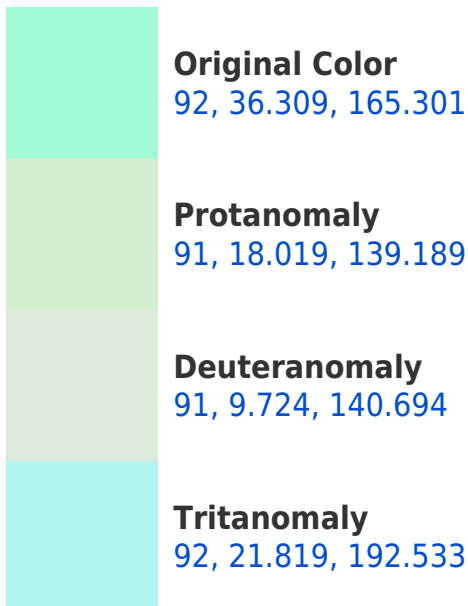 Original Color
92, 36.309, 165.301
Protanomaly
91, 18.019, 139.189
Deuteranomaly
91, 9.724, 140.694
Tritanomaly
92, 21.819, 192.533